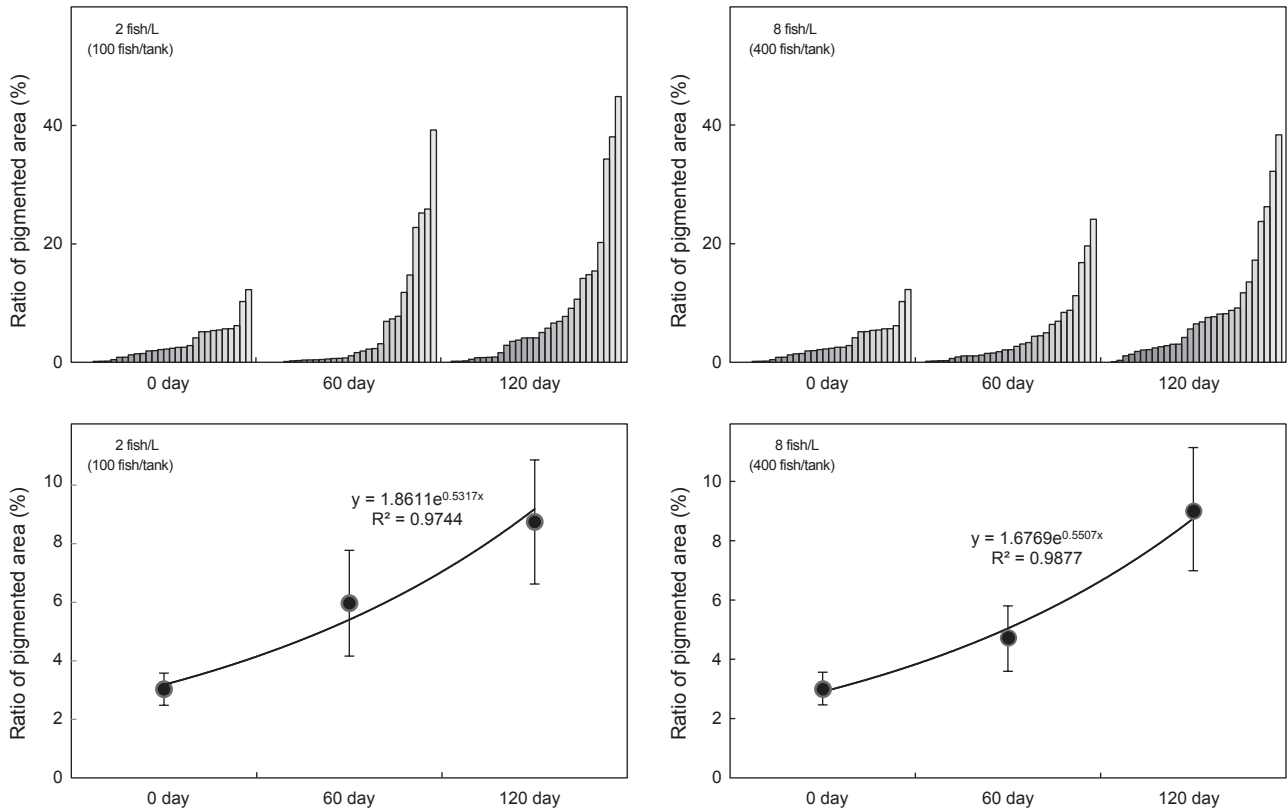 2 fish/L
(100 fish/tank)
Ratio of pigmented area (%)
40
20
0
0 day
60 day
120 day
8 fish/L
(400 fish/tank)
Ratio of pigmented area (%)
40
20
0
0 day
60 day
120 day
2 fish/L
(100 fish/tank)
Ratio of pigmented area (%)
10
8
6
4
2
0
y = 1.8611e^0.5317x
R² = 0.9744
0 day
60 day
120 day
8 fish/L
(400 fish/tank)
Ratio of pigmented area (%)
10
8
6
4
2
0
y = 1.6769e^0.5507x
R² = 0.9877
0 day
60 day
120 day